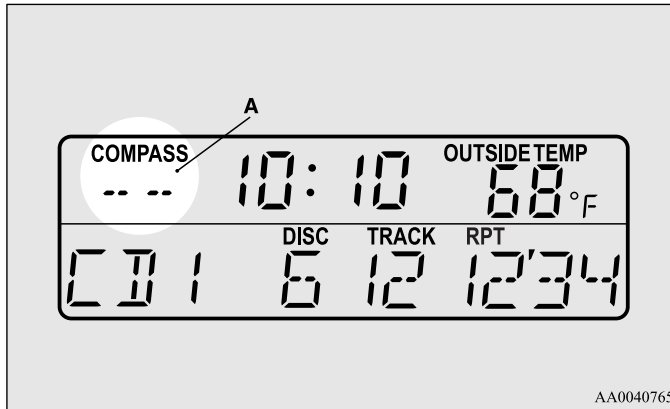 A
COMPASS OUTSIDE TEMP
-- -- 10:10 68°F
DISC TRACK RPT
CD1 6 12 12'34
AA0040765